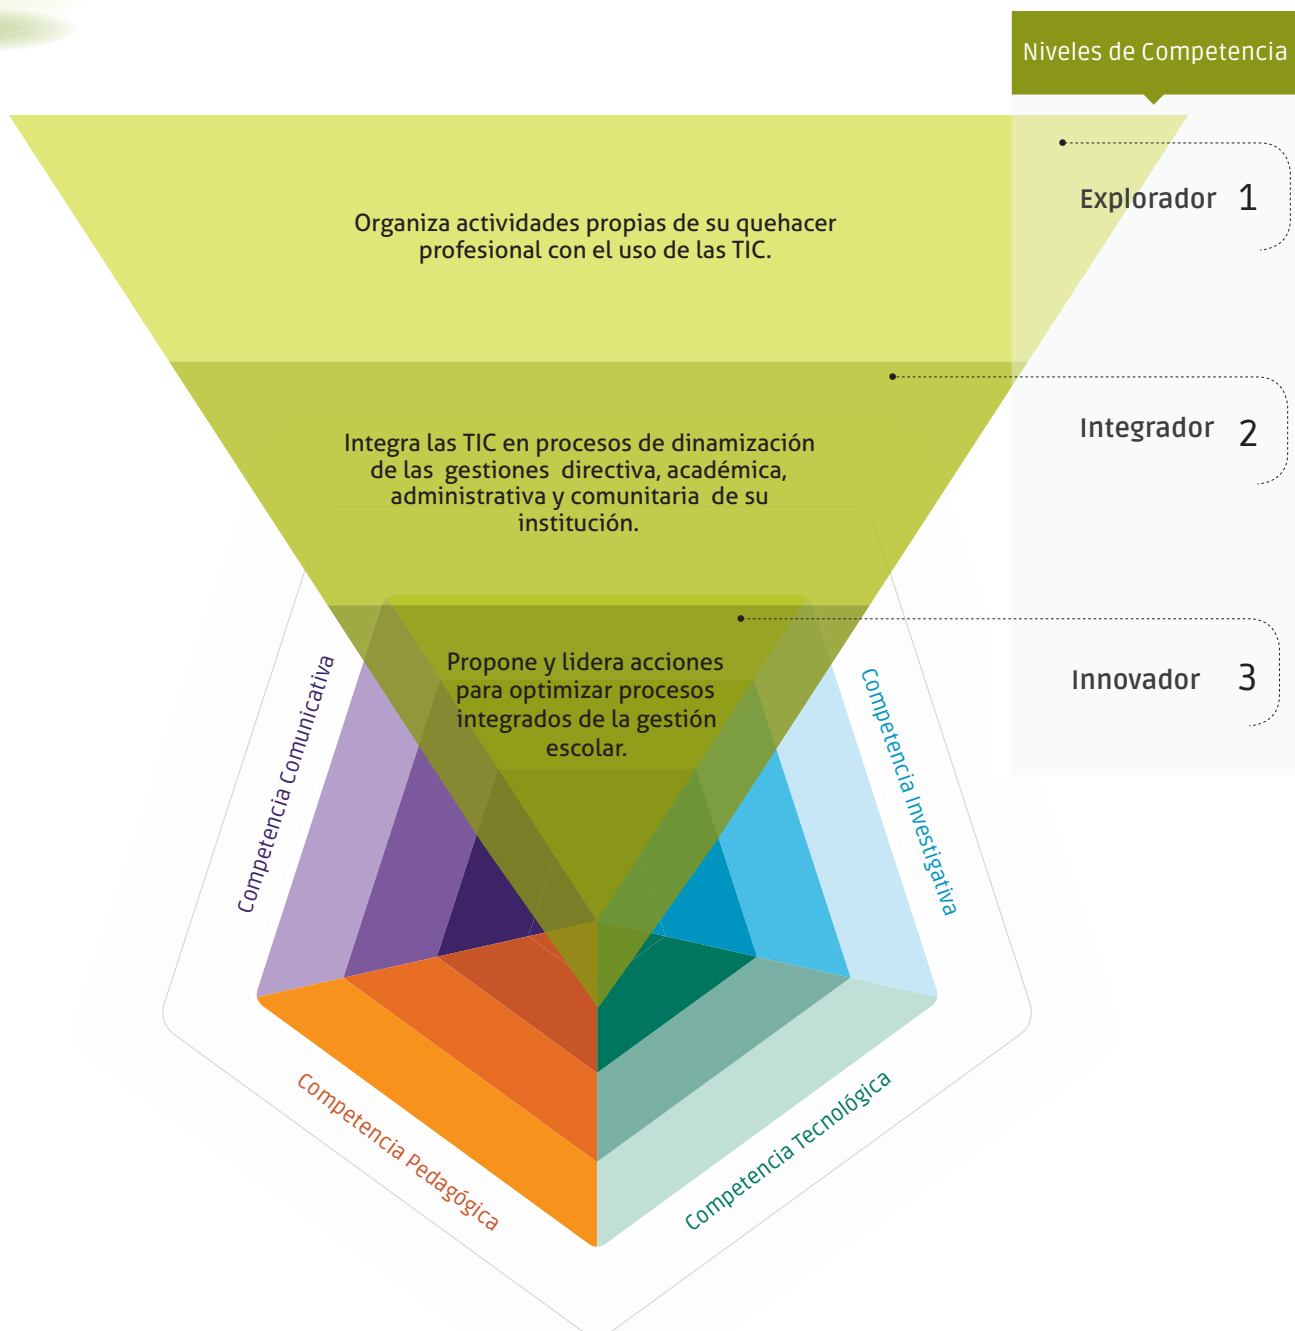 Niveles de Competencia
Organiza actividades propias de su quehacer
profesional con el uso de las TIC.
Explorador 1
Integra las TIC en procesos de dinamización
de las gestiones directiva, académica,
administrativa y comunitaria de su
institución.
Integrador 2
Propone y lidera acciones
para optimizar procesos
integrados de la gestión
escolar.
Innovador 3
Competencia Comunicativa
Competencia Investigativa
Competencia Pedagógica
Competencia Tecnológica